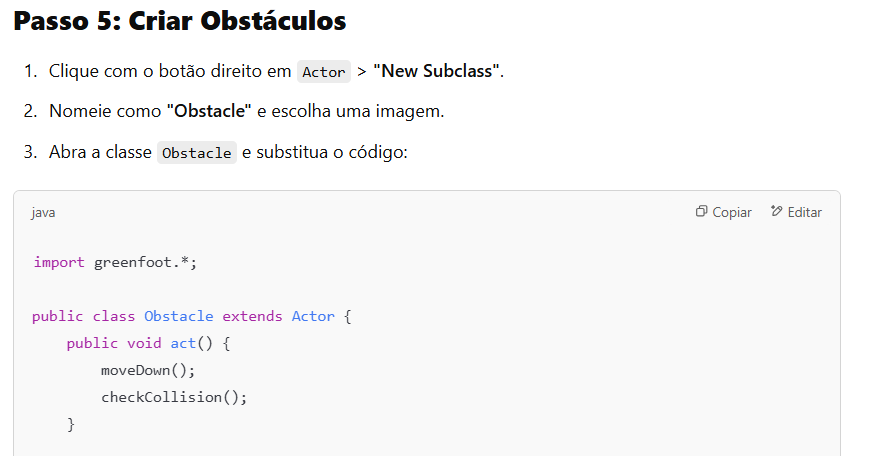 Passo 5: Criar Obstáculos
1. Clique com o botão direito em Actor > "New Subclass".
2. Nomeie como "Obstacle" e escolha uma imagem.
3. Abra a classe Obstacle e substitua o código:
java Copiar Editar
import greenfoot.*;
public class Obstacle extends Actor {
    public void act() {
        moveDown();
        checkCollision();
    }